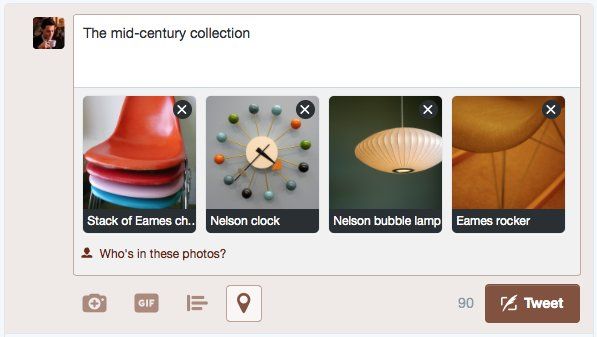 The mid-century collection
Stack of Eames ch...
Nelson clock
Nelson bubble lamp
Eames rocker
Who's in these photos?
GIF
90
Tweet